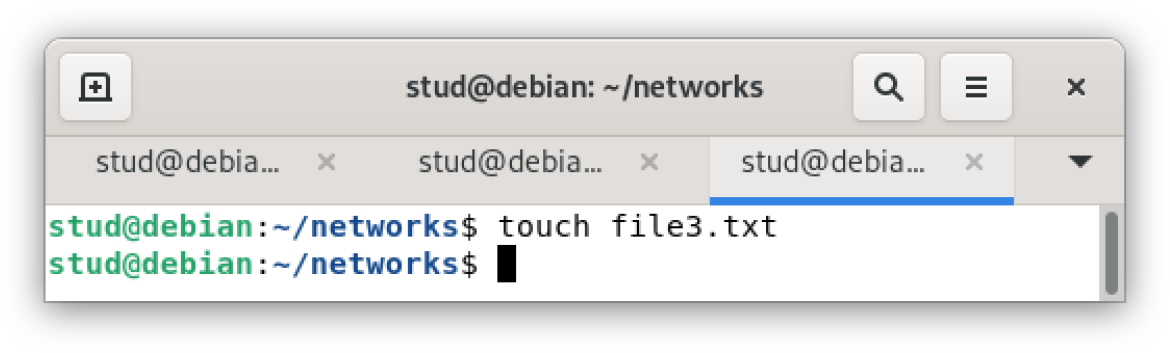 stud@debian: ~/networks
stud@debia... stud@debia... stud@debia...
stud@debian:~/networks$ touch file3.txt
stud@debian:~/networks$